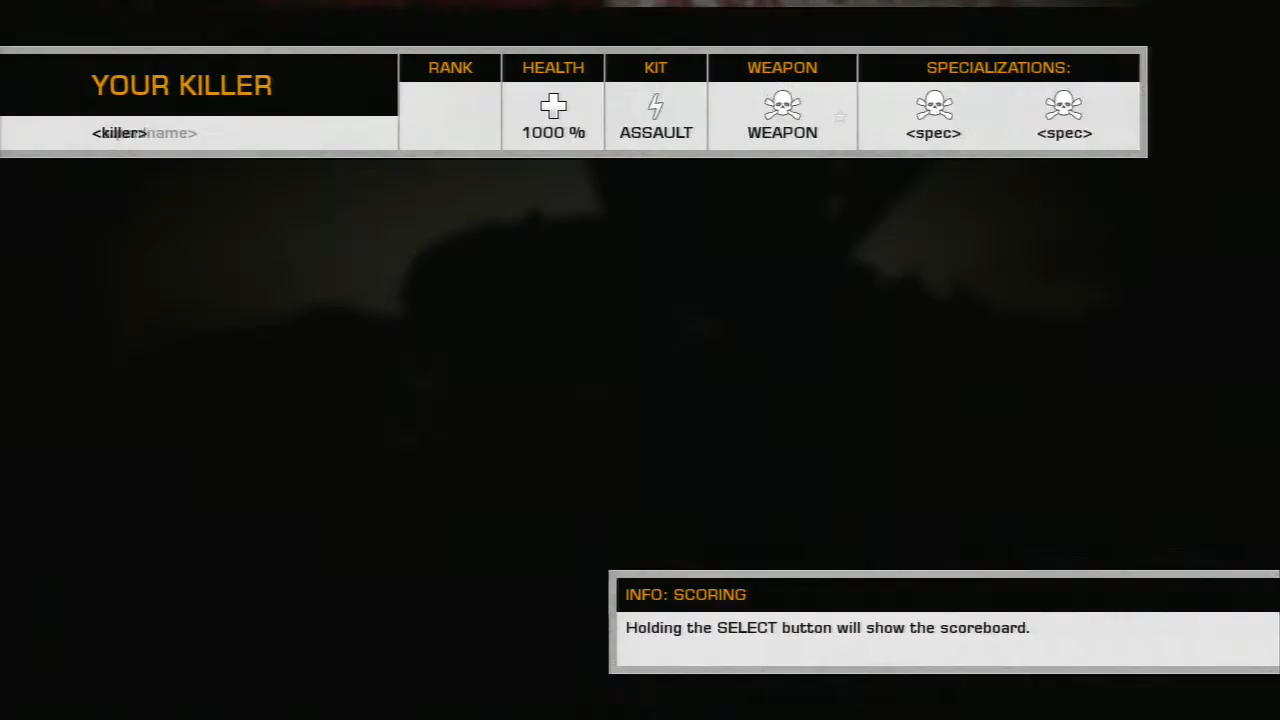 YOUR KILLER
RANK
HEALTH
KIT
WEAPON
SPECIALIZATIONS:
<killer> name>
1000 %
ASSAULT
WEAPON
<spec>
<spec>
INFO: SCORING
Holding the SELECT button will show the scoreboard.